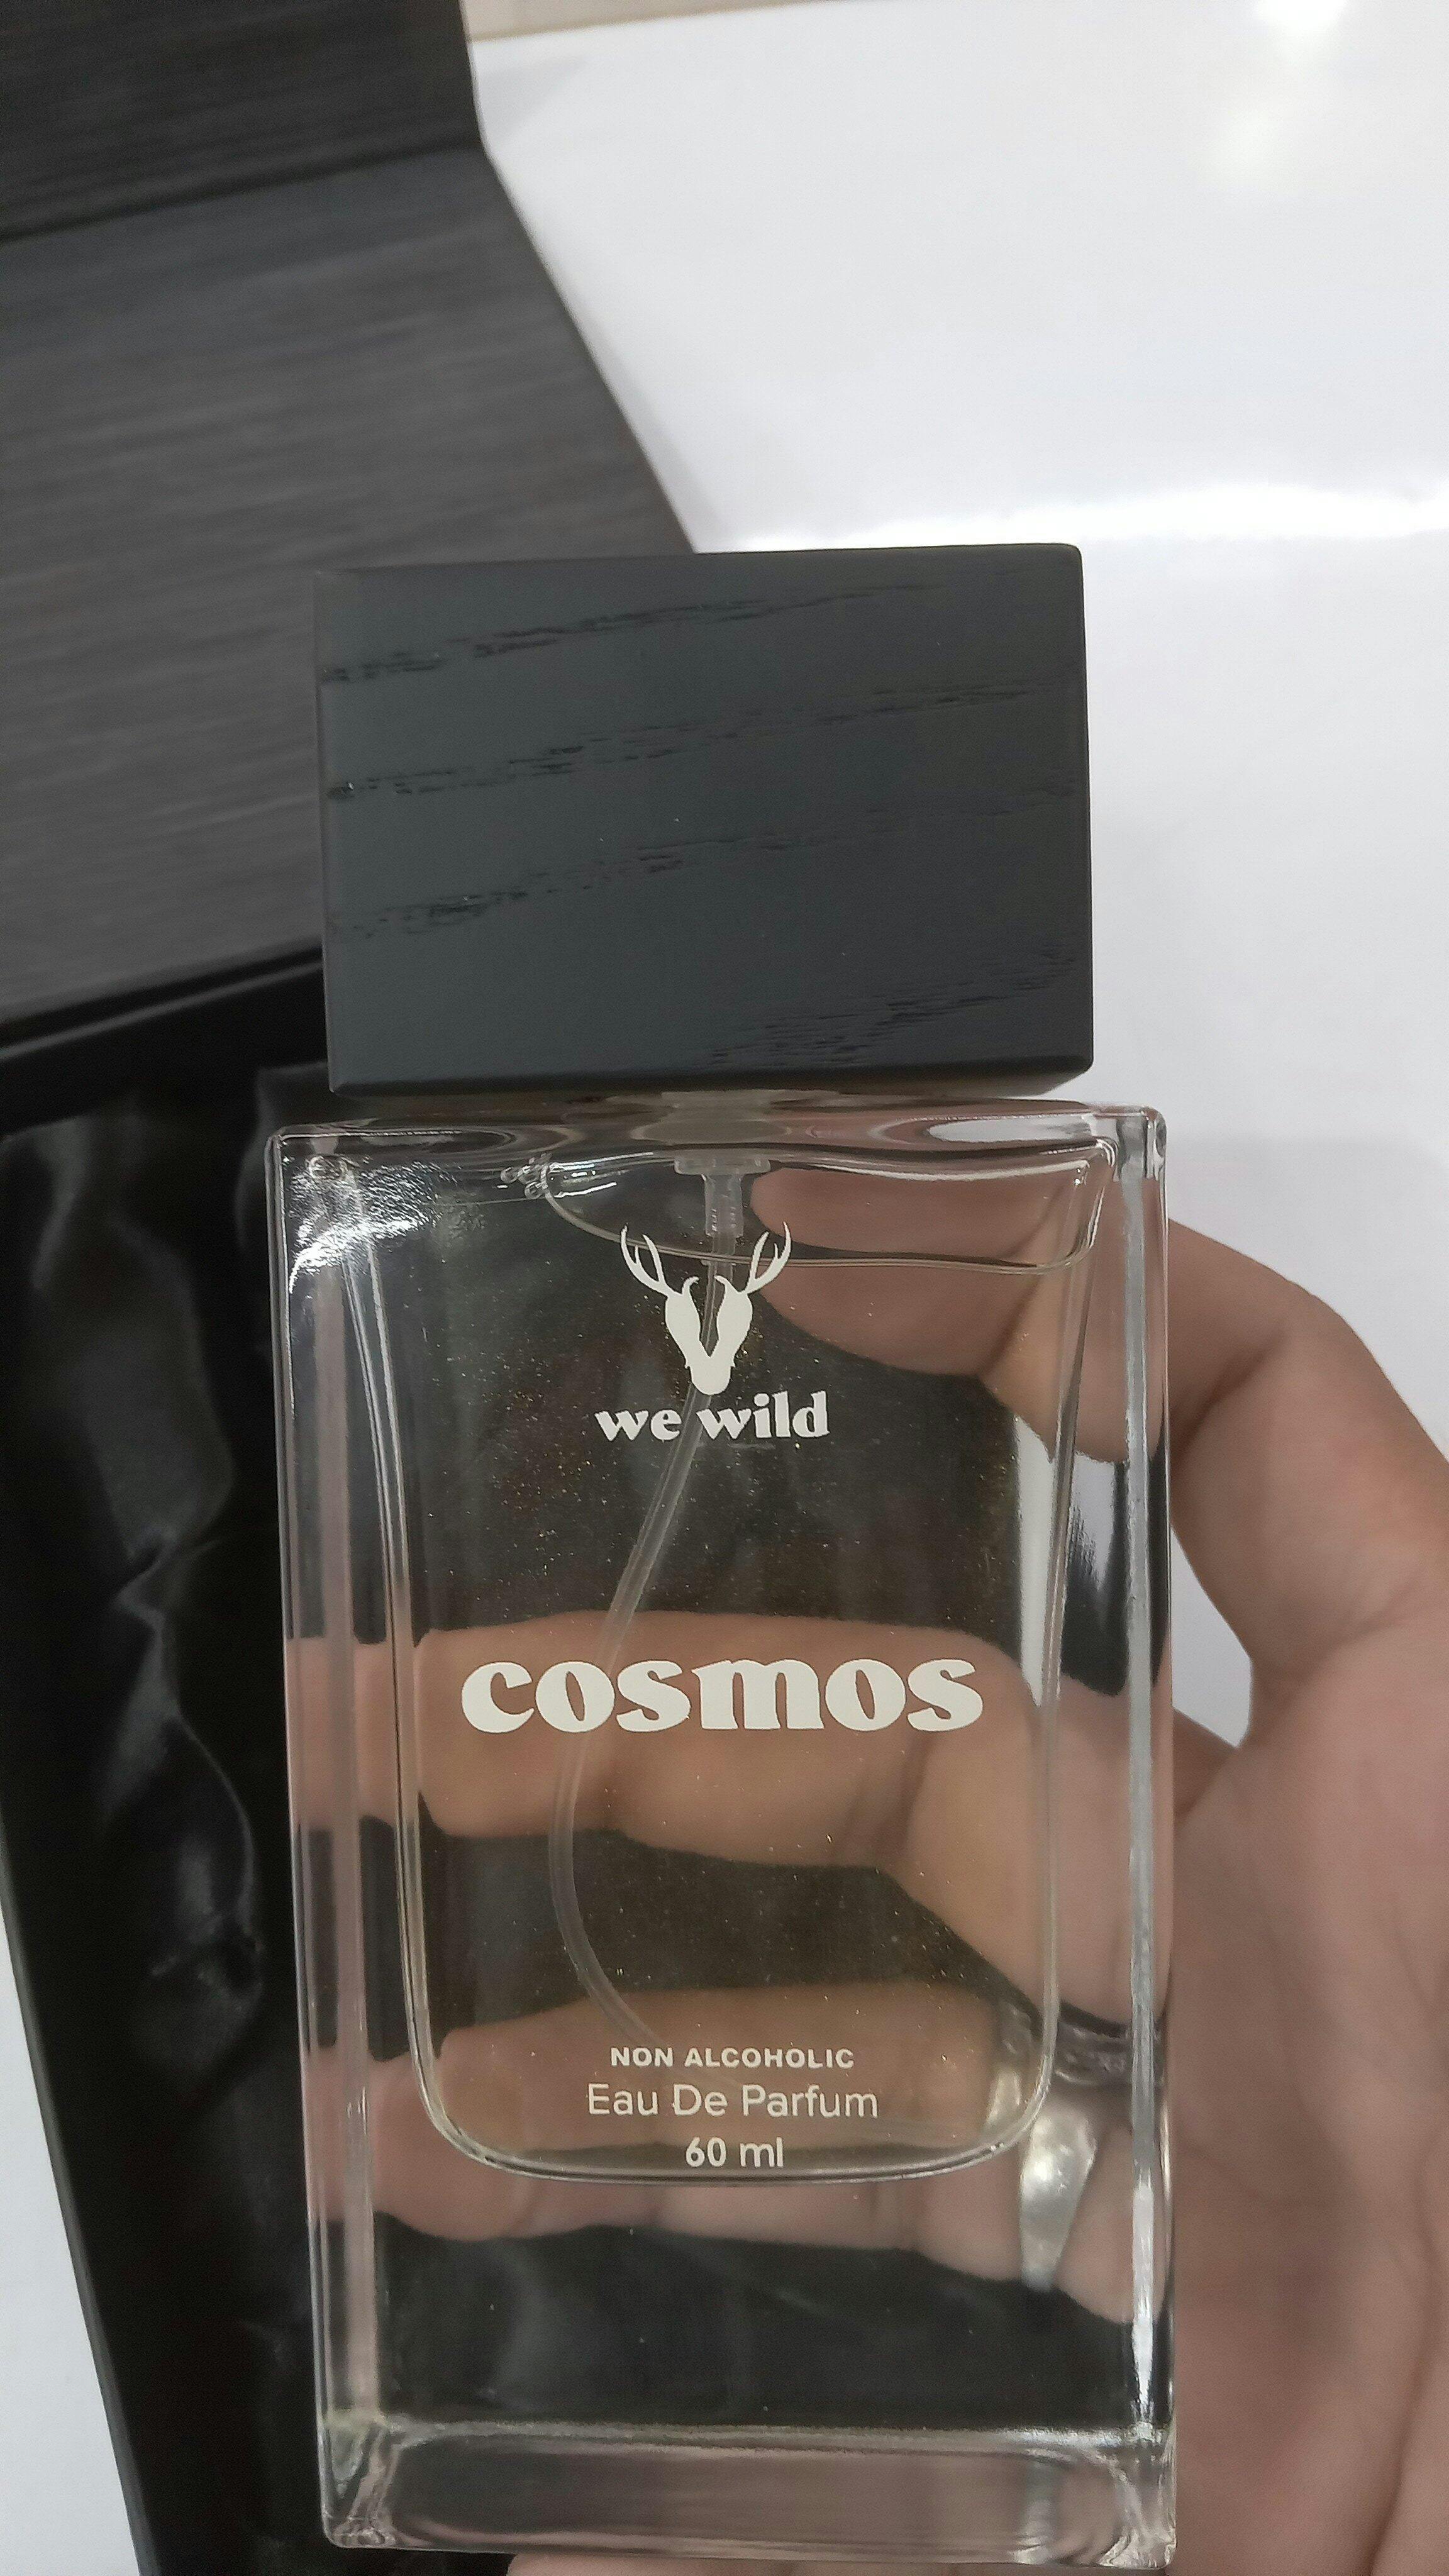 we wild
cosmos
NON ALCOHOLIC
Eau De Parfum
60 ml